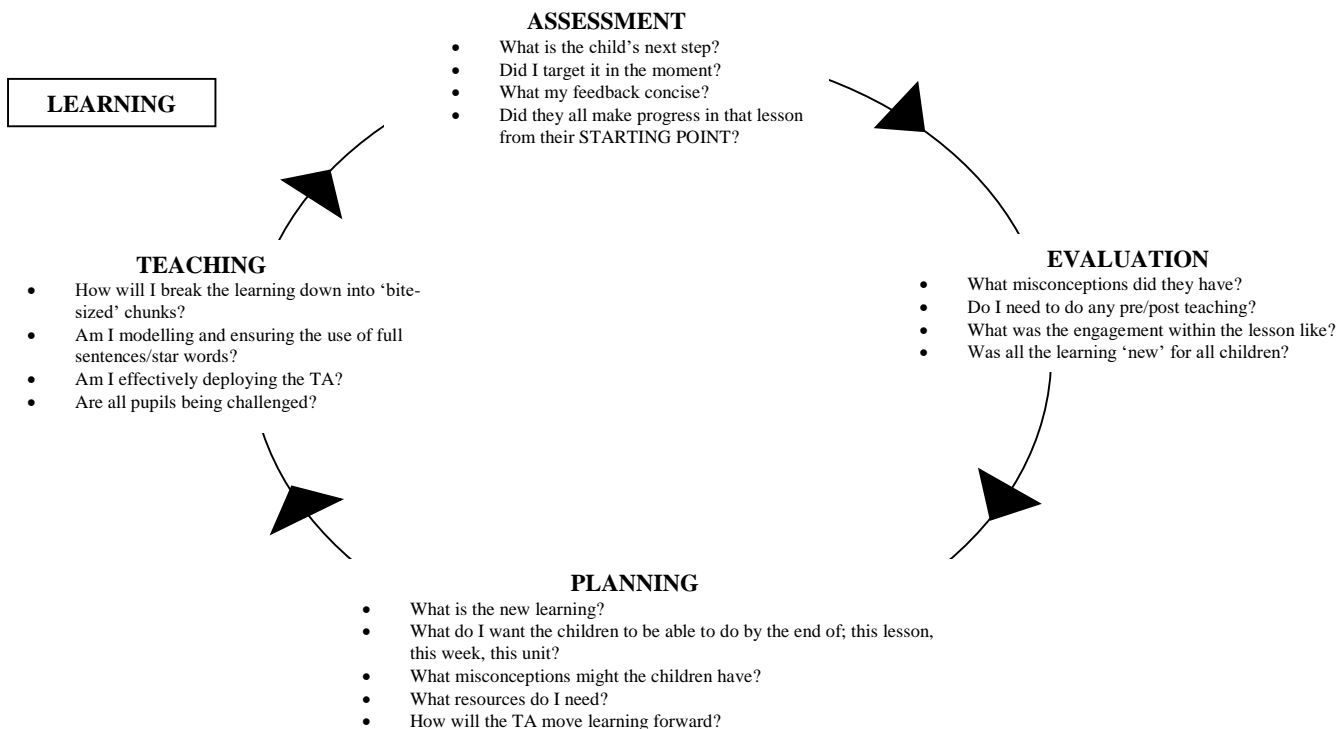 ASSESSMENT
• What is the child’s next step?
• Did I target it in the moment?
• What my feedback concise?
• Did they all make progress in that lesson
from their STARTING POINT?
LEARNING
TEACHING
• How will I break the learning down into ‘bite-
sized’ chunks?
• Am I modelling and ensuring the use of full
sentences/star words?
• Am I effectively deploying the TA?
• Are all pupils being challenged?
EVALUATION
• What misconceptions did they have?
• Do I need to do any pre/post teaching?
• What was the engagement within the lesson like?
• Was all the learning ‘new’ for all children?
PLANNING
• What is the new learning?
• What do I want the children to be able to do by the end of; this lesson,
this week, this unit?
• What misconceptions might the children have?
• What resources do I need?
• How will the TA move learning forward?